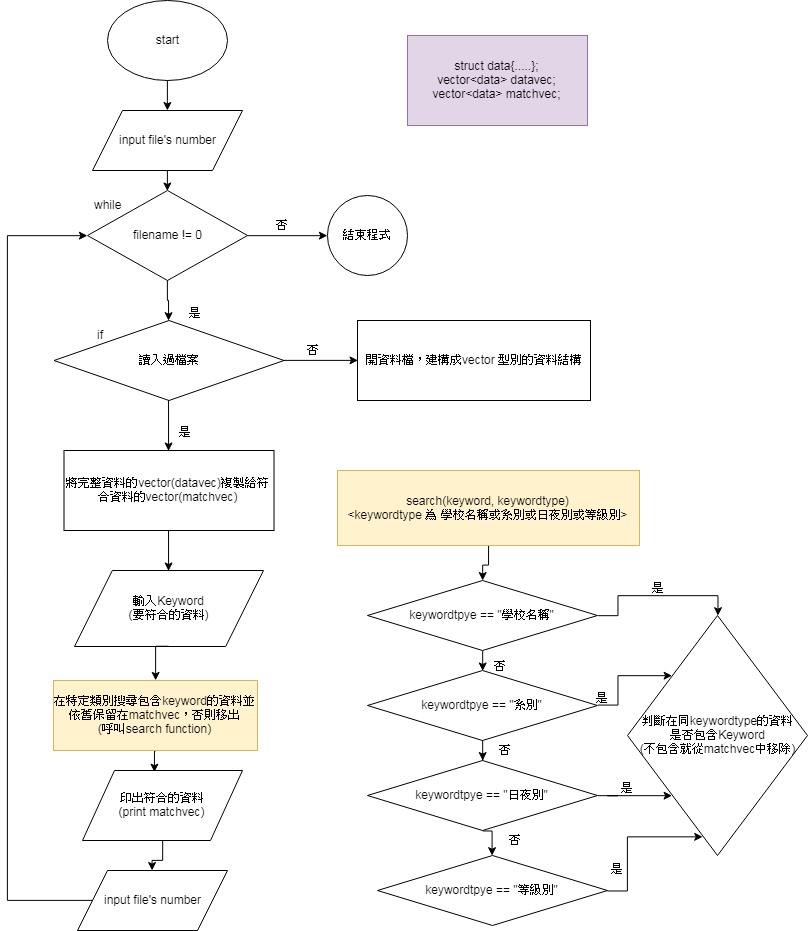 start
struct data{.....};
vector<data> datavec;
vector<data> matchvec;
input file's number
while
filename != 0
否
結束程式
是
if
讀入過檔案
否
開資料檔，建構成vector 型別的資料結構
是
將完整資料的vector(datavec)複製給符
合資料的vector(matchvec)
輸入Keyword
(要符合的資料)
在特定類別搜尋包含keyword的資料並
依舊保留在matchvec，否則移出
(呼叫search function)
印出符合的資料
(print matchvec)
input file's number
search(keyword, keywordtype)
<keywordtype 為 學校名稱或糸別或日夜別或等級別>
keywordtpye == "學校名稱"
是
否
keywordtpye == "糸別"
是
否
keywordtpye == "日夜別"
是
否
keywordtpye == "等級別"
是
判斷在同keywordtype的資料
是否包含Keyword
(不包含就從matchvec中移除)